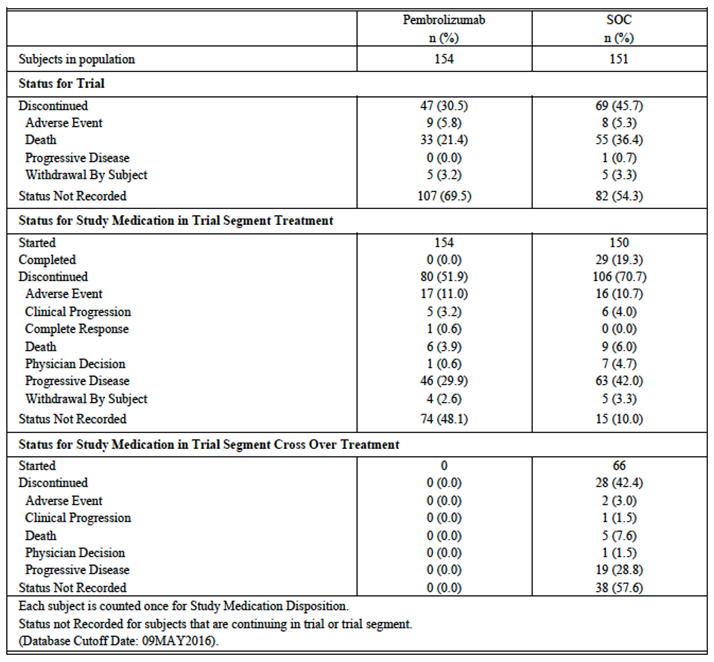 Pembrolizumab SOC
n (%) n (%)
Subjects in population 154 151
Status for Trial
Discontinued 47 (30.5) 69 (45.7)
Adverse Event 9 (5.8) 8 (5.3)
Death 33 (21.4) 55 (36.4)
Progressive Disease 0 (0.0) 1 (0.7)
Withdrawal By Subject 5 (3.2) 5 (3.3)
Status Not Recorded 107 (69.5) 82 (54.3)
Status for Study Medication in Trial Segment Treatment
Started 154 150
Completed 0 (0.0) 29 (19.3)
Discontinued 80 (51.9) 106 (70.7)
Adverse Event 17 (11.0) 16 (10.7)
Clinical Progression 5 (3.2) 6 (4.0)
Complete Response 1 (0.6) 0 (0.0)
Death 6 (3.9) 9 (6.0)
Physician Decision 1 (0.6) 7 (4.7)
Progressive Disease 46 (29.9) 63 (42.0)
Withdrawal By Subject 4 (2.6) 5 (3.3)
Status Not Recorded 74 (48.1) 15 (10.0)
Status for Study Medication in Trial Segment Cross Over Treatment
Started 0 66
Discontinued 0 (0.0) 28 (42.4)
Adverse Event 0 (0.0) 2 (3.0)
Clinical Progression 0 (0.0) 1 (1.5)
Death 0 (0.0) 5 (7.6)
Physician Decision 0 (0.0) 1 (1.5)
Progressive Disease 0 (0.0) 19 (28.8)
Status Not Recorded 0 (0.0) 38 (57.6)
Each subject is counted once for Study Medication Disposition.
Status not Recorded for subjects that are continuing in trial or trial segment.
(Database Cutoff Date: 09MAY2016).